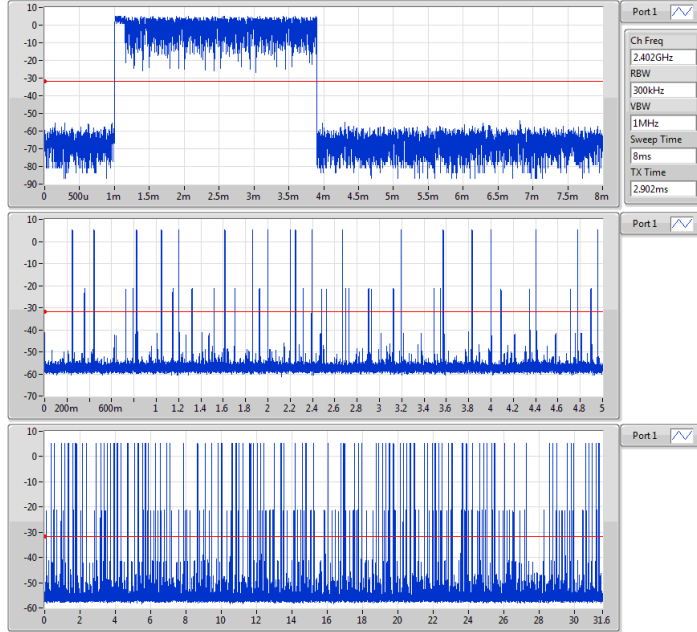 10
0
-10
-20
-30
-40
-50
-60
-70
-80
-90
0 500u 1m 1.5m 2m 2.5m 3m 3.5m 4m 4.5m 5m 5.5m 6m 6.5m 7m 7.5m 8m
Port 1
Ch Freq
2.402GHz
RBW
300kHz
VBW
1MHz
Sweep Time
8ms
TX Time
2.902ms
10
0
-10
-20
-30
-40
-50
-60
-70
0 200m 600m 1 1.2 1.4 1.6 1.8 2 2.2 2.4 2.6 2.8 3 3.2 3.4 3.6 3.8 4 4.2 4.4 4.6 4.8 5
Port 1
10
0
-10
-20
-30
-40
-50
-60
0 2 4 6 8 10 12 14 16 18 20 22 24 26 28 30 31.6
Port 1